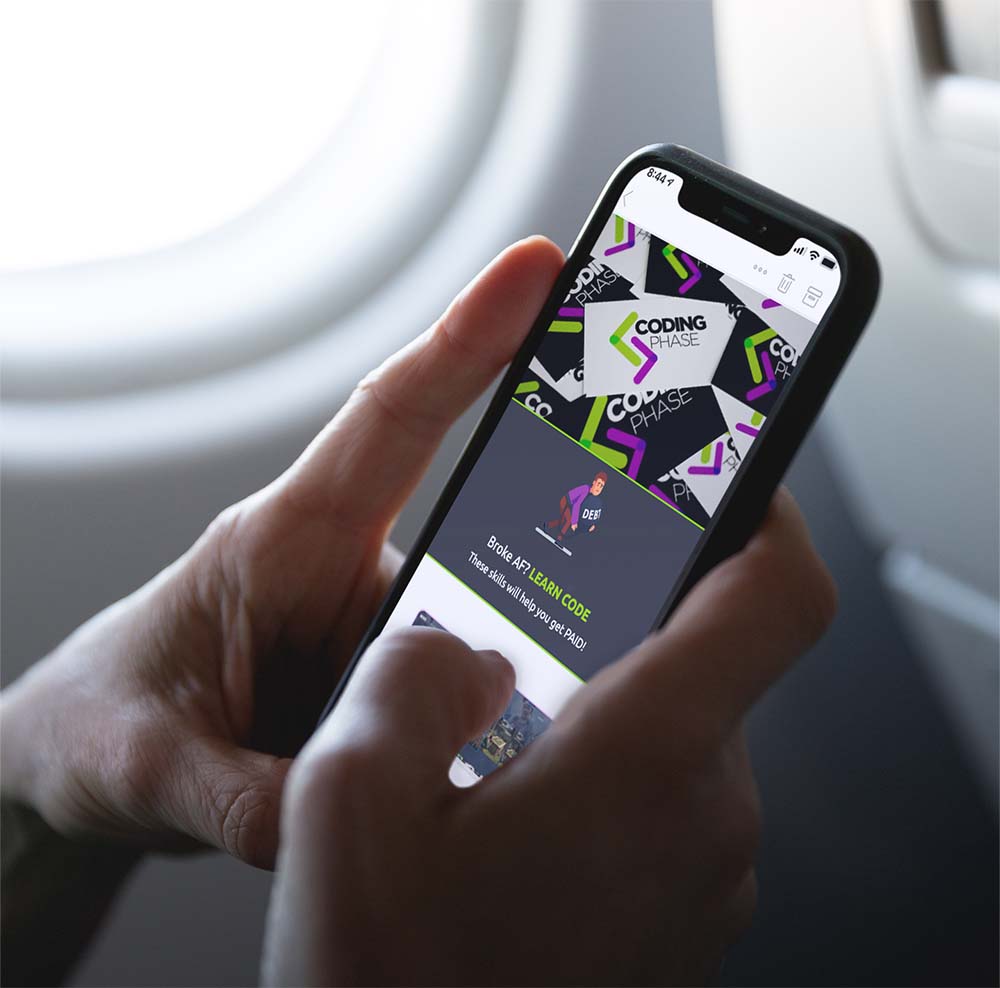 8:44
CODING
PHASE
CODING
PHASE
DEBT
Broke AF? LEARN CODE
These skills will help you get PAID!